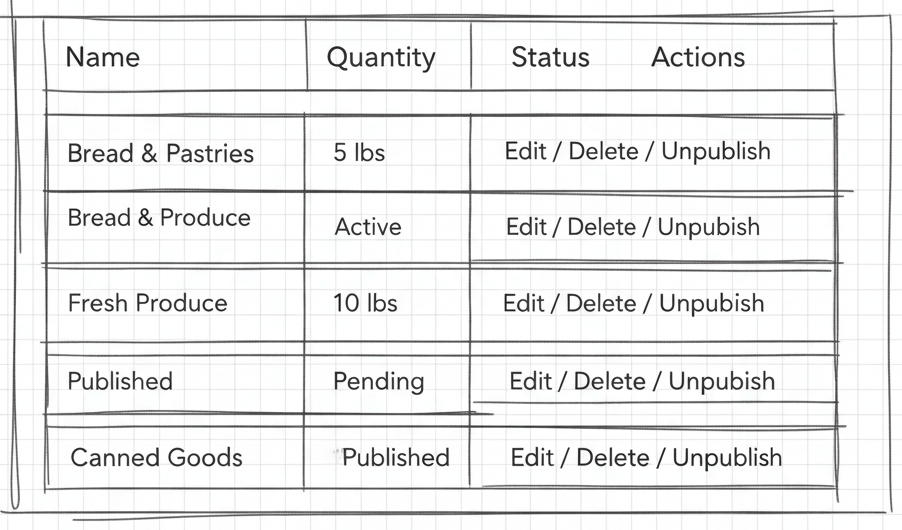 Name Quantity Status Actions
Bread & Pastries 5 lbs Edit / Delete / Unpublish
Bread & Produce Active Edit / Delete / Unpubish
Fresh Produce 10 lbs Edit / Delete / Unpubish
Published Pending Edit / Delete / Unpubish
Canned Goods Published Edit / Delete / Unpublish